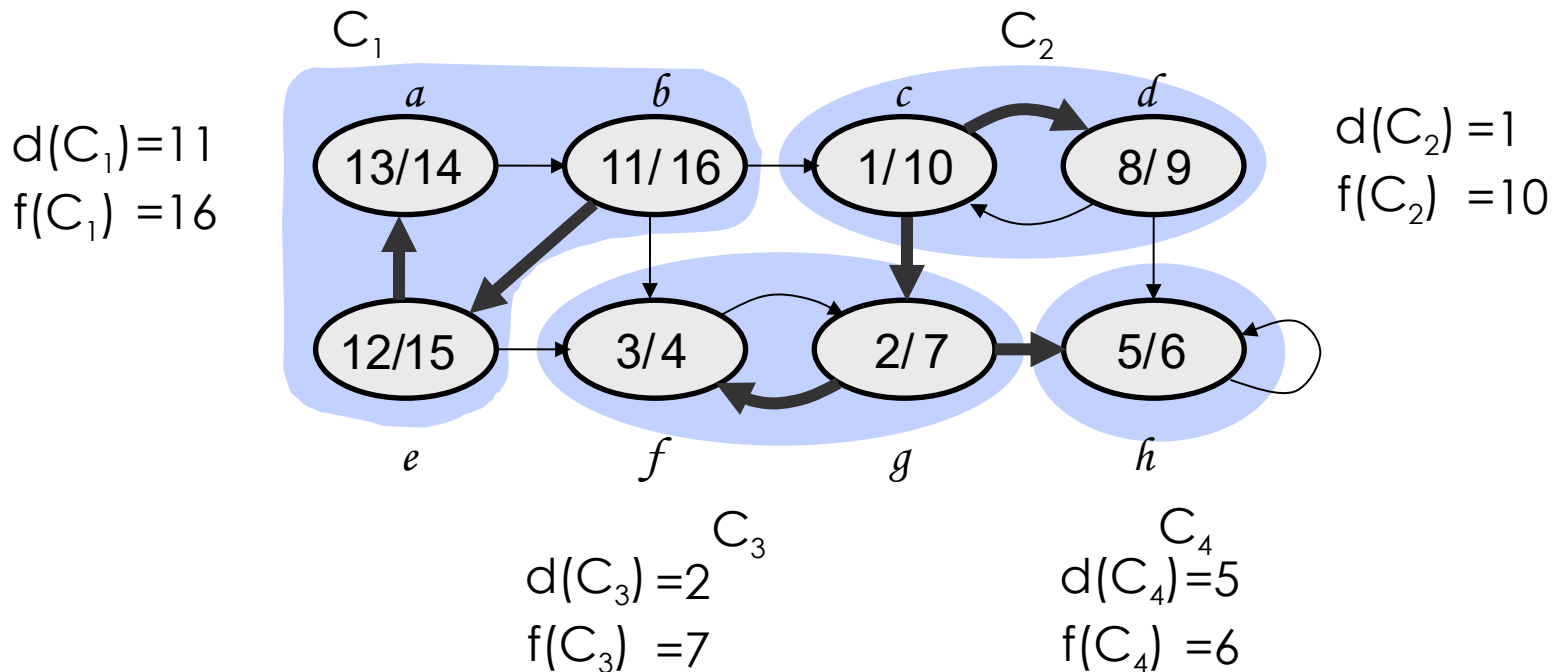 C₁ C₂
a b c d
d(C₁)=11
f(C₁) =16
13/14 11/16 1/10 8/9
d(C₂) =1
f(C₂) =10
12/15 3/4 2/7 5/6
e f g h
C₃
d(C₃) =2
f(C₃) =7
C₄
d(C₄)=5
f(C₄) =6